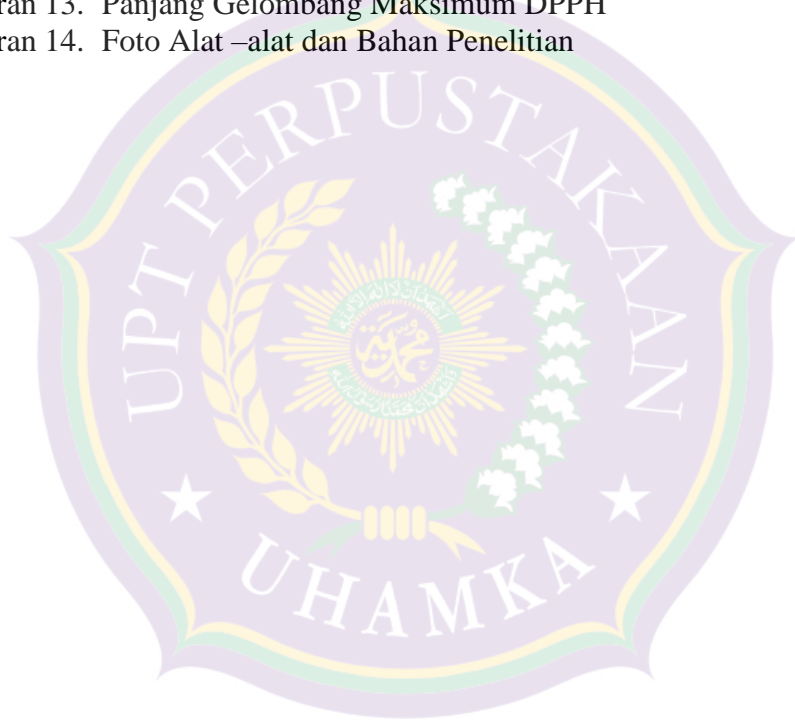 ran 13. Panjang Gelombang Maksimum DPPH
ran 14. Foto Alat –alat dan Bahan Penelitian
UPT PERPUSTAKAAN
UHAMKA